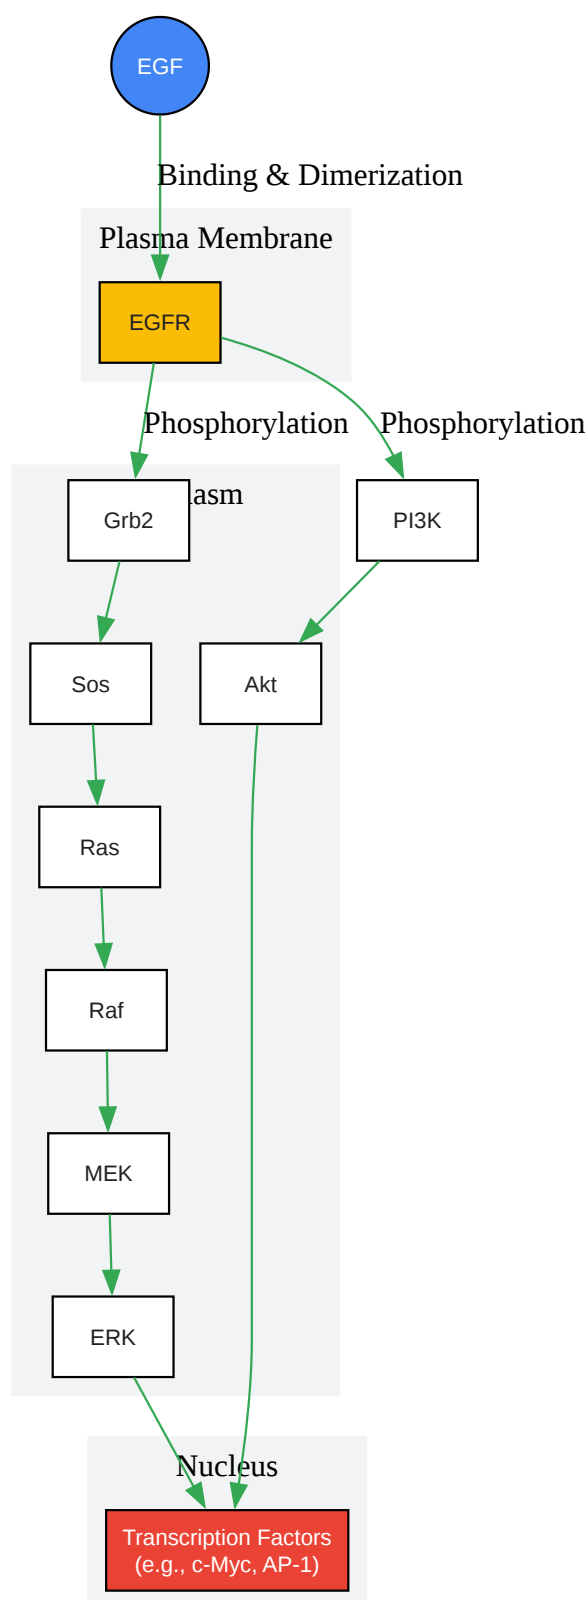 EGF
Binding & Dimerization
Plasma Membrane
EGFR
Phosphorylation
Phosphorylation
Grb2
PI3K
Sos
Akt
Ras
Raf
MEK
ERK
Nucleus
Transcription Factors
(e.g., c-Myc, AP-1)